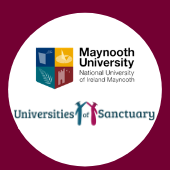 Maynooth
University
National University
of Ireland Maynooth
Universities of Sanctuary